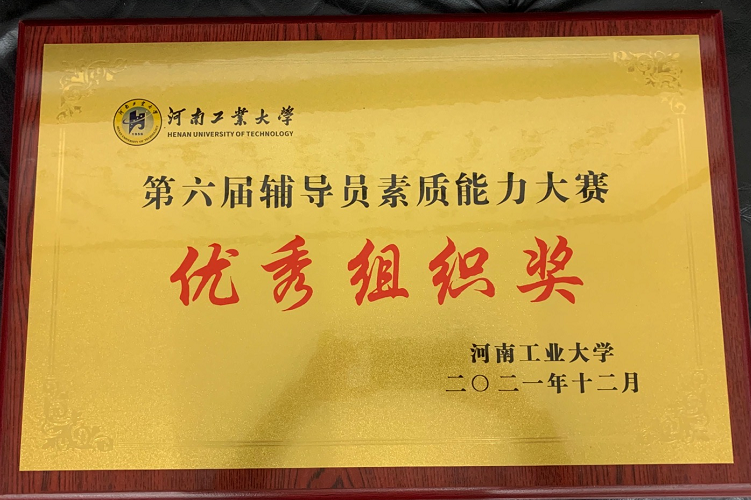 河南工業大学
HENAN UNIVERSITY OF TECHNOLOGY
第六届辅导员素质能力大赛
优秀组织奖
河南工业大学
二〇二一年十二月